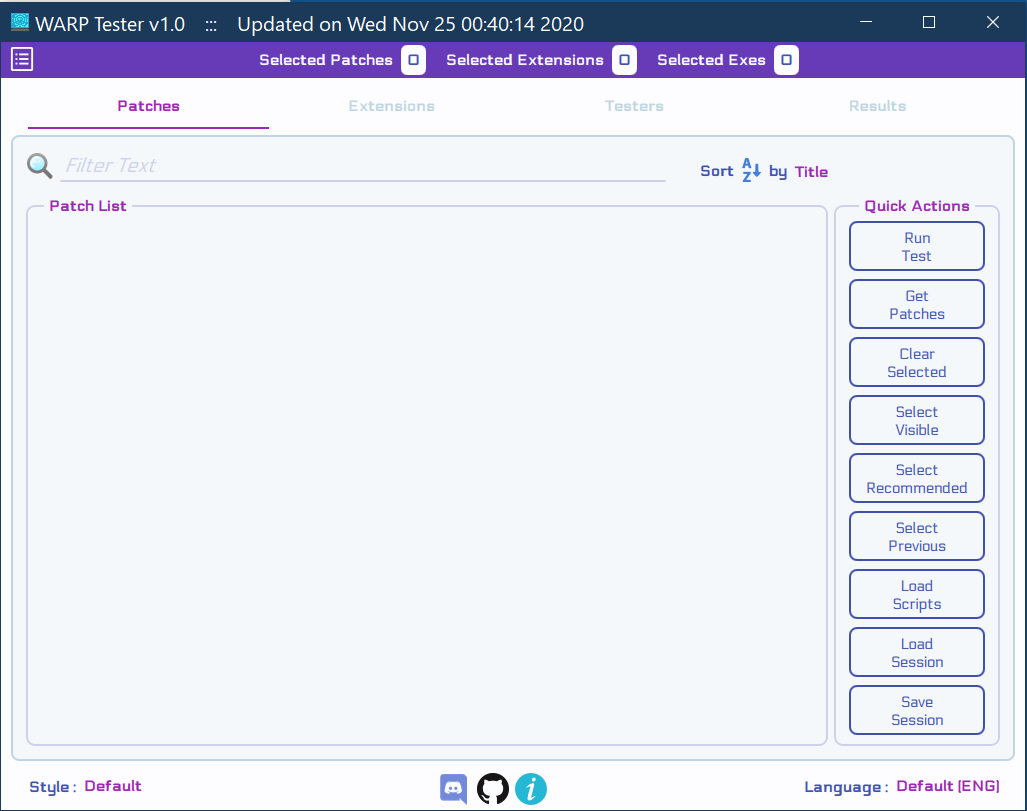 WARP Tester v1.0 ::: Updated on Wed Nov 25 00:40:14 2020
Selected Patches 0 Selected Extensions 0 Selected Exes 0
Patches Extensions Testers Results
Filter Text
Sort AZ by Title
Patch List
Quick Actions
Run
Test
Get
Patches
Clear
Selected
Select
Visible
Select
Recommended
Select
Previous
Load
Scripts
Load
Session
Save
Session
Style : Default
i
Language : Default (ENG)